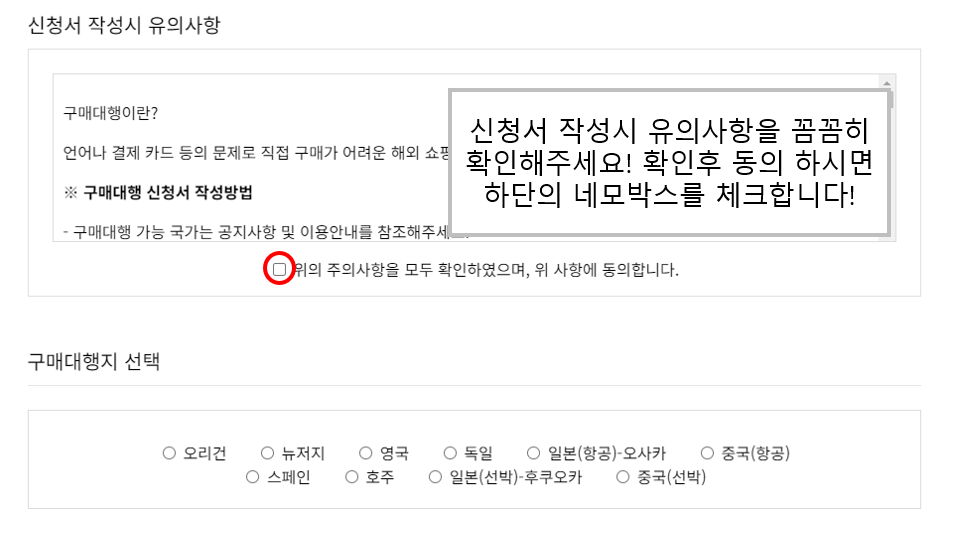 신청서 작성시 유의사항
구매대행이란?
언어나 결제 카드 등의 문제로 직접 구매가 어려운 해외
신청서 작성시 유의사항을 꼼꼼히
확인해주세요! 확인후 동의 하시면
하단의 네모박스를 체크합니다!
※ 구매대행 신청서 작성방법
- 구매대행 가능 국가는 공지사항 및 이용안내를
위의 주의사항을 모두 확인하였으며, 위 사항에 동의합니다.
구매대행지 선택
오리건 뉴저지 영국 독일 일본(항공)-오사카 중국(항공)
스페인 호주 일본(선박)-후쿠오카 중국(선박)